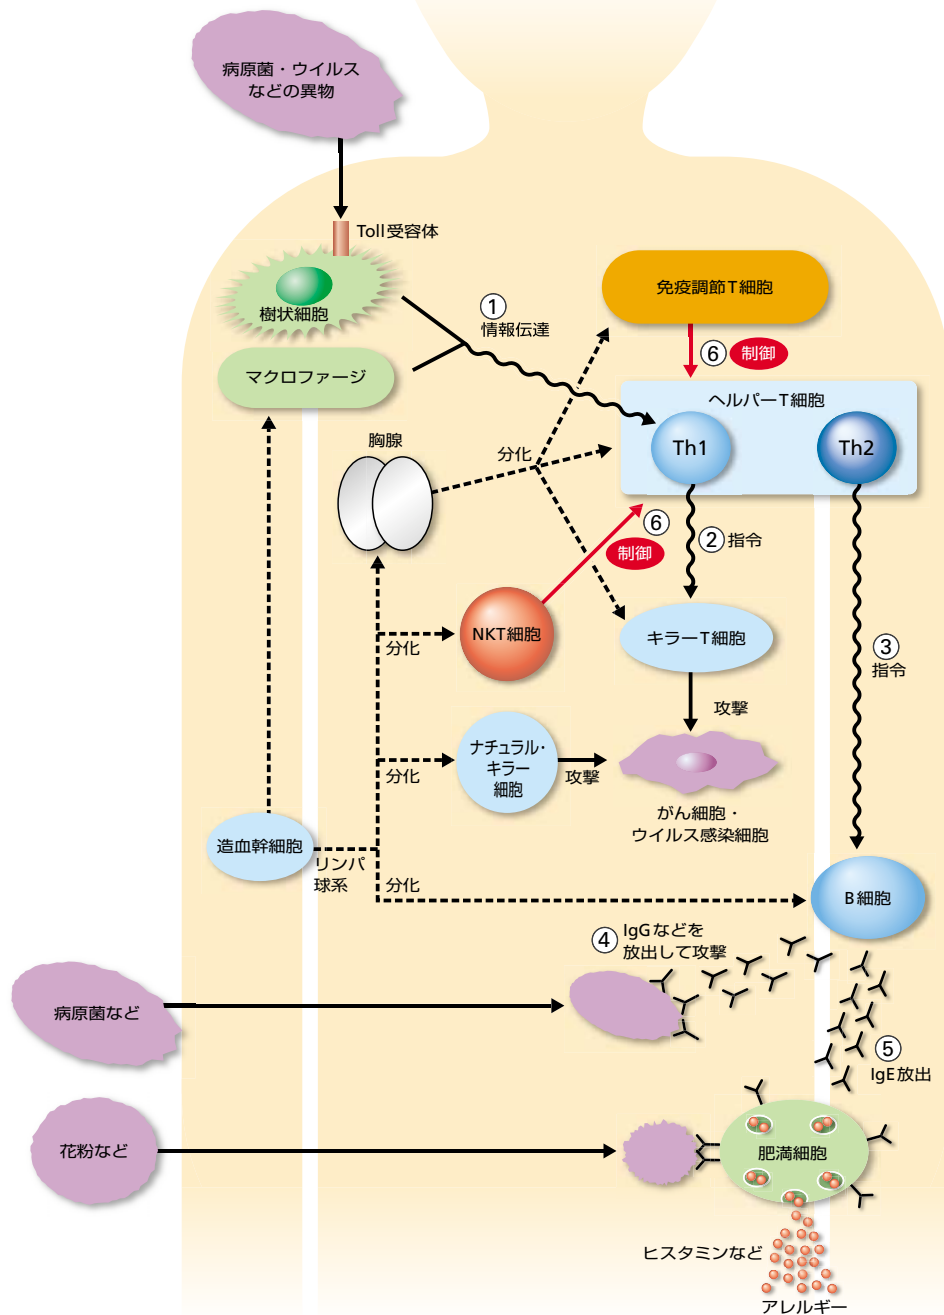 病原菌・ウイルス
などの異物
Toll受容体
樹状細胞
①
情報伝達
免疫調節T細胞
⑥ 制御
マクロファージ
ヘルパーT細胞
Th1
Th2
胸腺
分化
⑥
制御
② 指令
NKT細胞
分化
キラーT細胞
③
指令
攻撃
ナチュラル・
キラー
細胞
分化
攻撃
がん細胞・
ウイルス感染細胞
造血幹細胞
リンパ
球系
分化
B細胞
④ IgGなどを
放出して攻撃
病原菌など
⑤
IgE放出
花粉など
肥満細胞
ヒスタミンなど
アレルギー